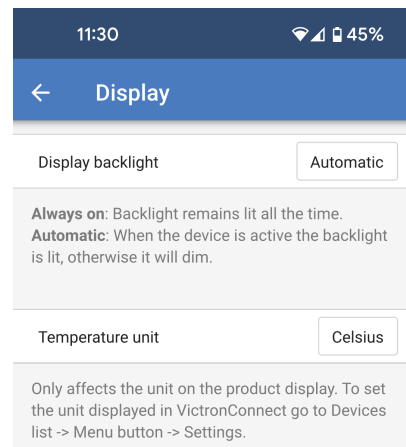 11:30 45%
Display
Display backlight Automatic
Always on: Backlight remains lit all the time.
Automatic: When the device is active the backlight
is lit, otherwise it will dim.
Temperature unit Celsius
Only affects the unit on the product display. To set
the unit displayed in VictronConnect go to Devices
list -> Menu button -> Settings.